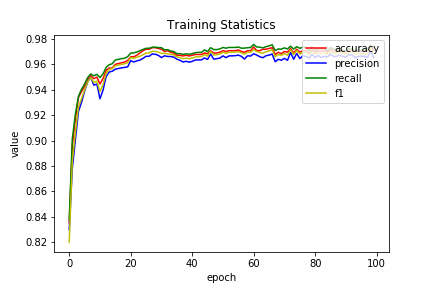 Training Statistics
0.98
0.96
0.94
0.92
0.90
0.88
0.86
0.84
0.82
value
0 20 40 60 80 100
epoch
accuracy
precision
recall
f1